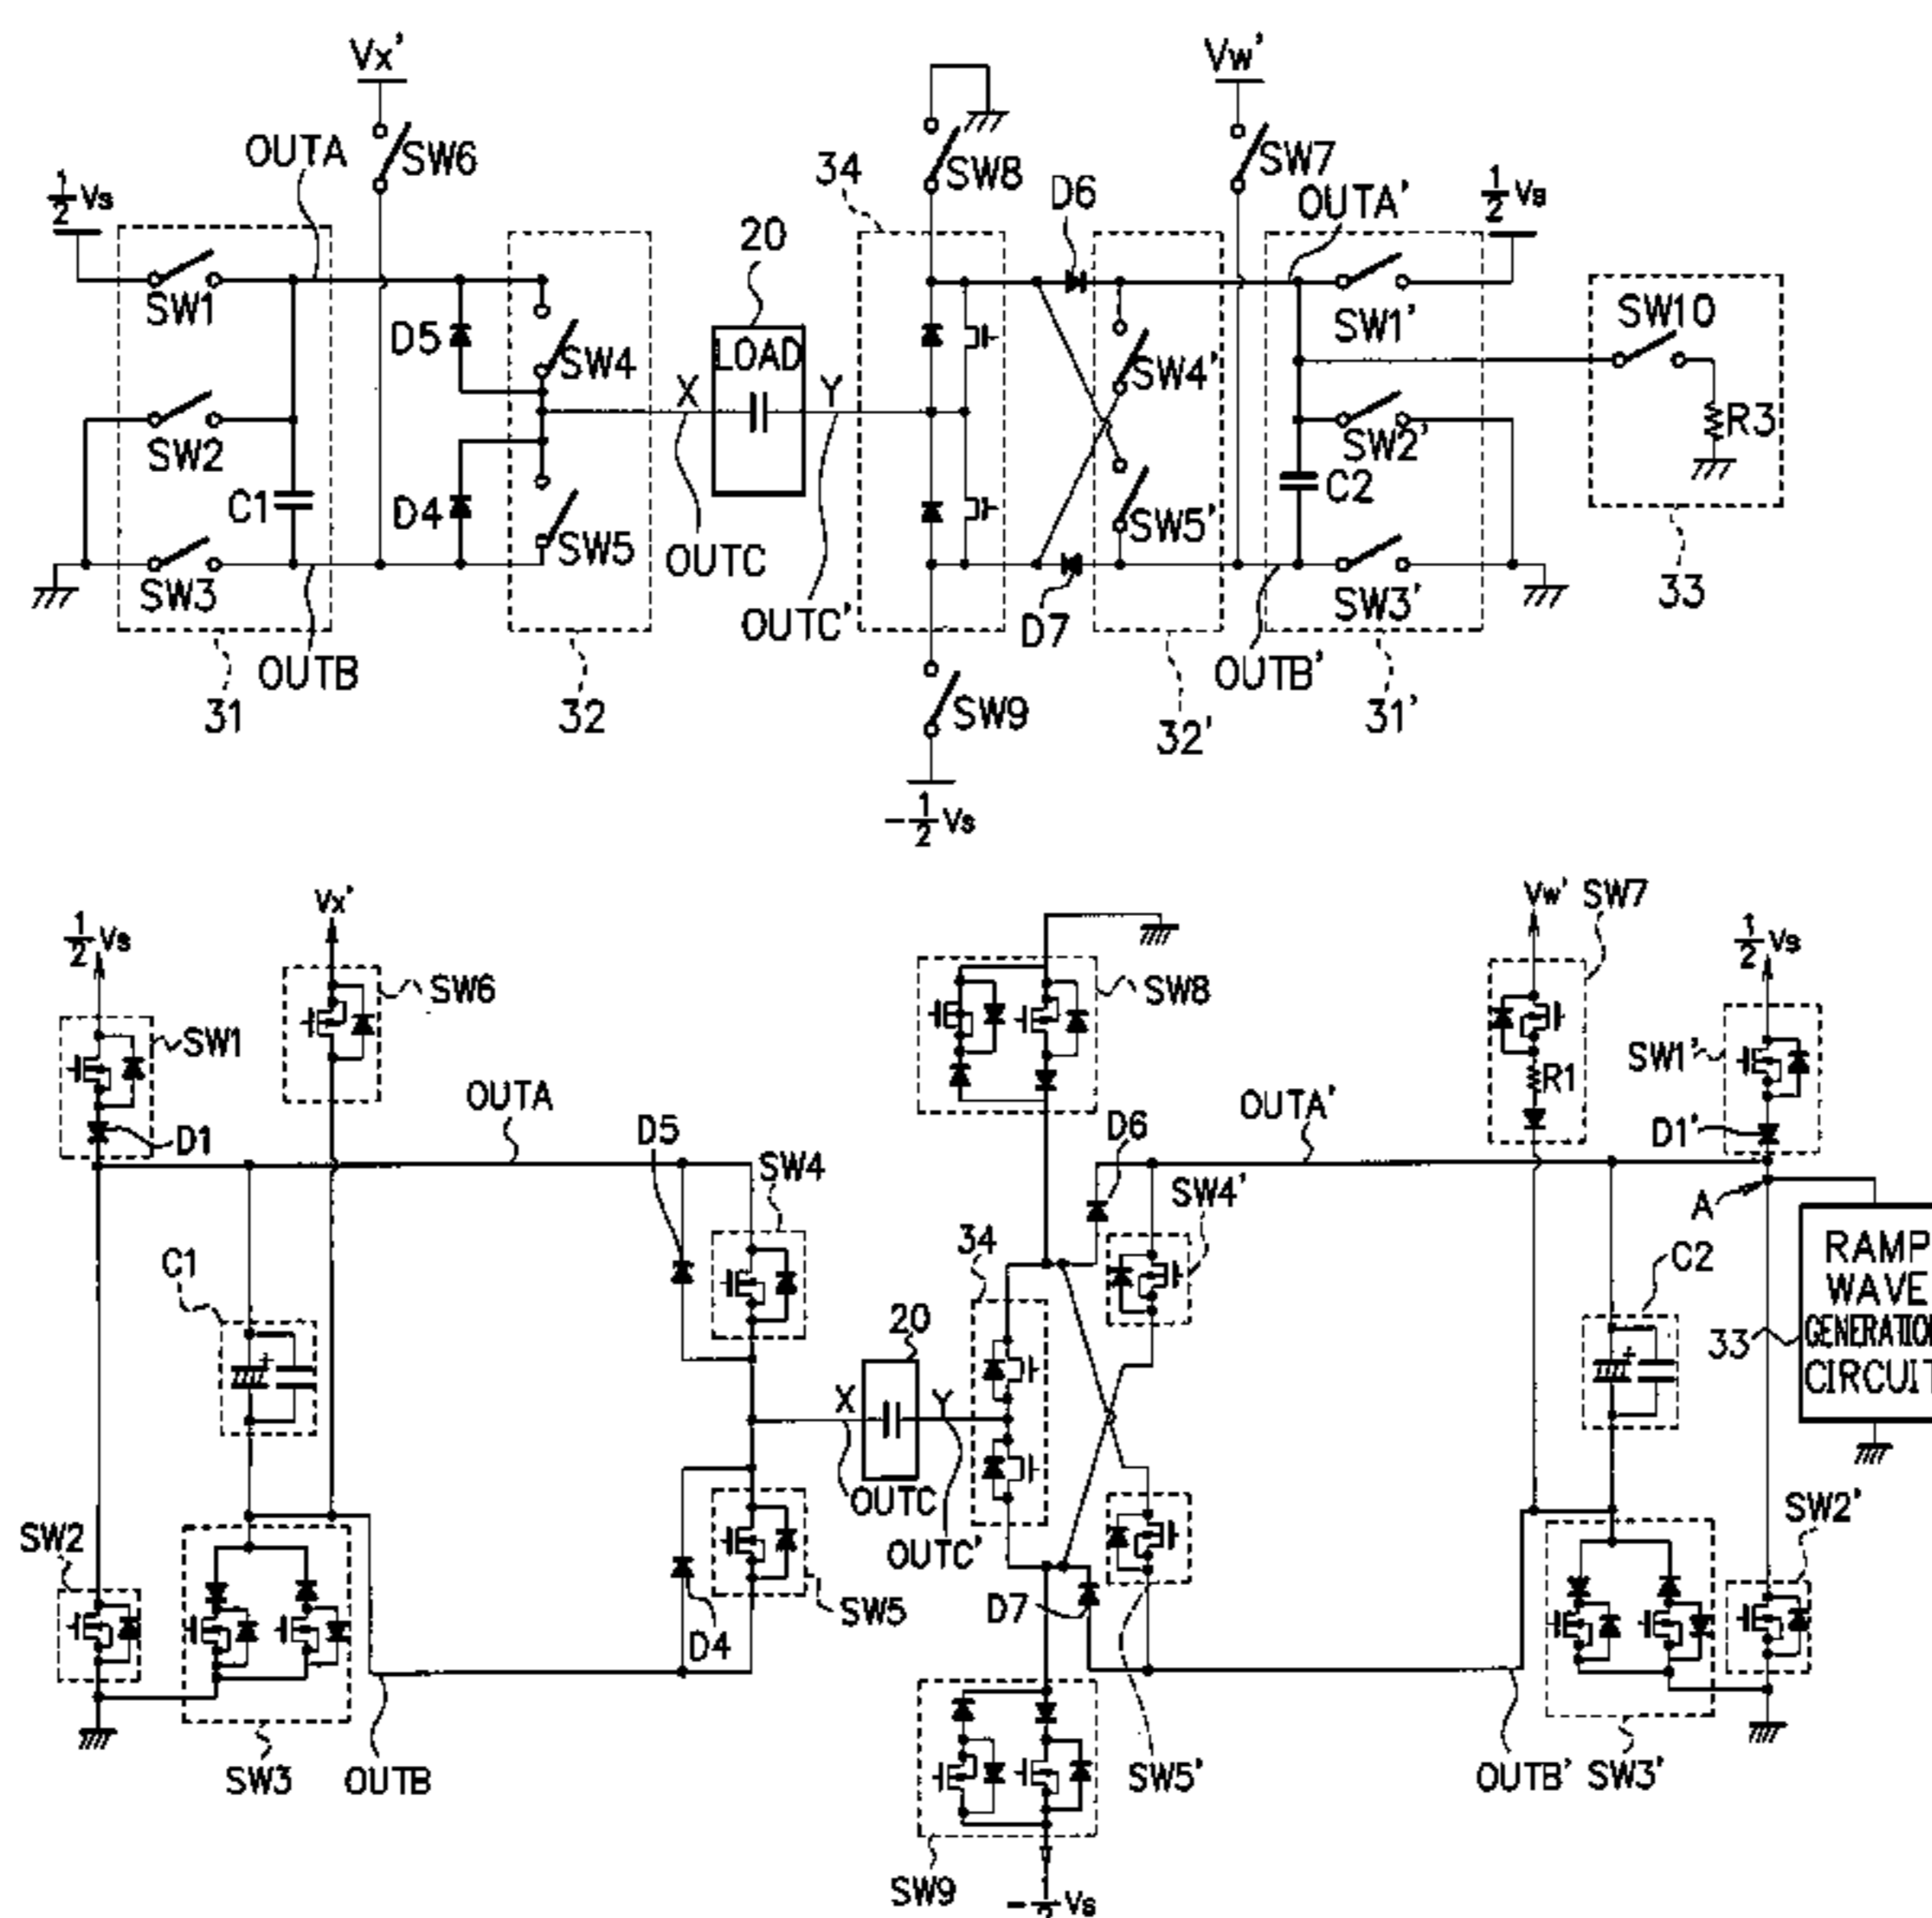 Vx'
Vw'
OUTA
SW6
34
SW8
SW7
D6
OUTA'
1/2 Vs
1/2 Vs
20
SW1
D5
SW4
LOAD
SW4'
SW1'
SW10
X
Y
SW2
SW2'
R3
C1
D4
SW5
SW5'
C2
OUTC
SW3
OUTC'
D7
SW3'
33
OUTB
OUTB'
31
32
SW9
32'
31'
-1/2 Vs
Vx'
Vw'
SW7
1/2 Vs
1/2 Vs
SW6
SW8
SW1
SW1'
R1
OUTA
OUTA'
D1
D5
D6
D1'
SW4
SW4'
A
C1
34
C2
RAMP
WAVE
GENERATION
CIRCUIT
20
33
X
Y
OUTC
SW2
OUTC'
SW2'
SW5
D7
D4
SW3
OUTB
SW5'
OUTB'
SW3'
SW9
Vs